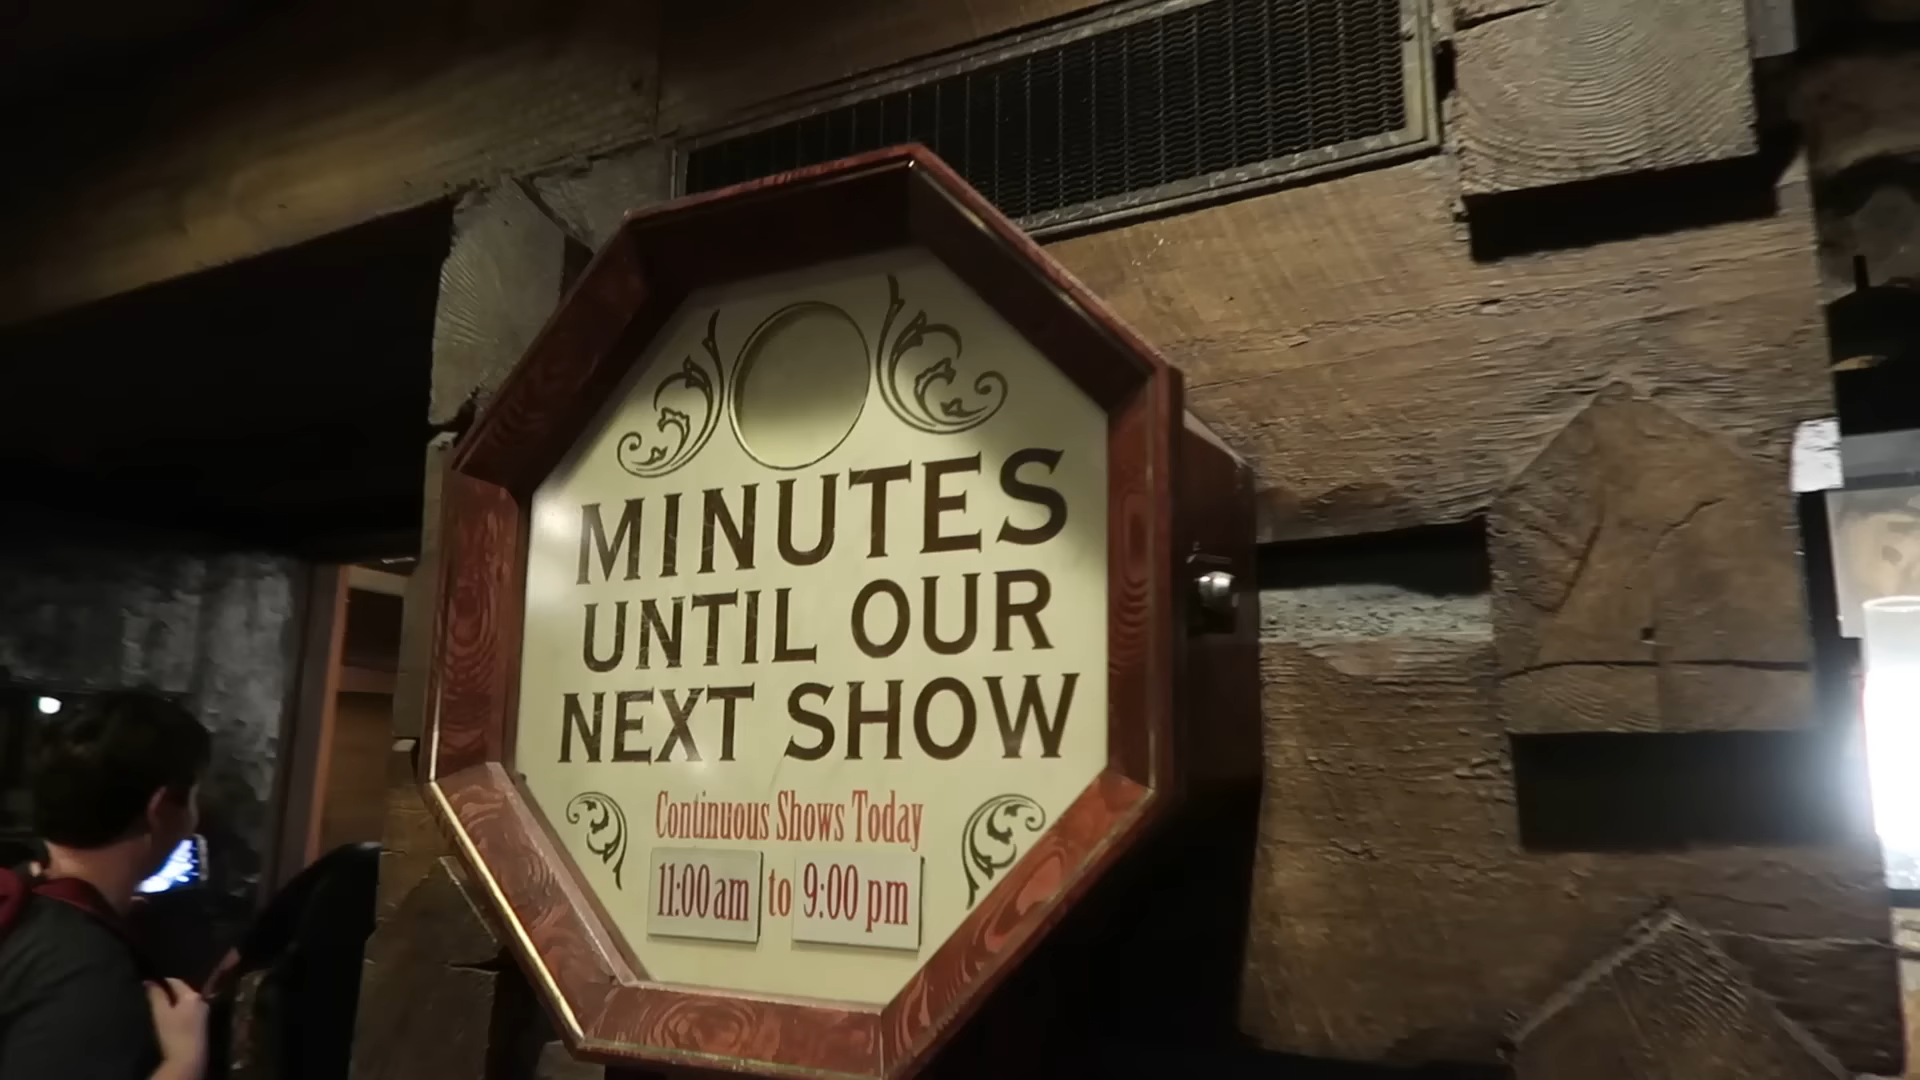 MINUTES
UNTIL OUR
NEXT SHOW
Continuous Shows Today
11:00 am to 9:00 pm